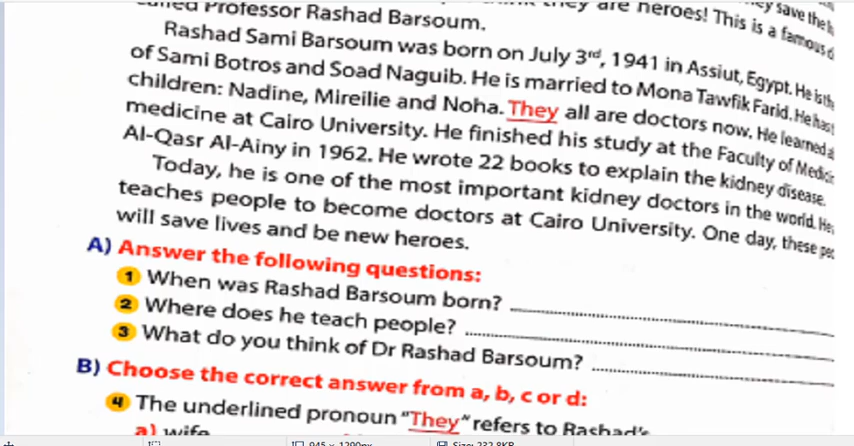 they are heroes! This is a famous
Professor Rashad Barsoum.
Rashad Sami Barsoum was born on July 3rd, 1941 in Assiut, Egypt. He is
of Sami Botros and Soad Naguib. He is married to Mona Tawfik Farid. He has
children: Nadine, Mireilie and Noha. They all are doctors now. He learned
medicine at Cairo University. He finished his study at the Faculty of
Al-Qasr Al-Ainy in 1962. He wrote 22 books to explain the kidney disease.
Today, he is one of the most important kidney doctors in the world. He
teaches people to become doctors at Cairo University. One day, these
will save lives and be new heroes.
A) Answer the following questions:
1 When was Rashad Barsoum born?
2 Where does he teach people?
3 What do you think of Dr Rashad Barsoum?
B) Choose the correct answer from a, b, c or d:
4 The underlined pronoun "They" refers to Rashad's
a) wife
945 × 1290px Size: 232.8KB